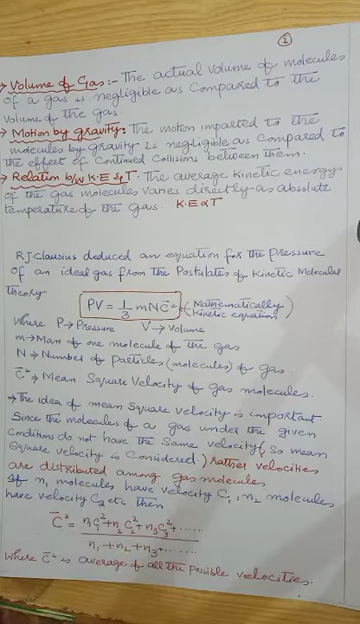 2
→ Volume of Gas:- The actual volume of molecules
of a gas is negligible as compared to the
volume of the gas
→ Motion by gravity: The motion imparted to the
molecules by gravity is negligible as compared to
the effect of continued collisions between them.
→ Relation b/w K.E & T. The average kinetic energy
of the gas molecules varies directly as absolute
temperature of the gas. K.E ∝ T
RJ Clausius deduced an equation for the pressure
of an ideal gas from the Postulates of Kinetic Molecular
theory
PV = 1/3 mNC̄² (Mathematically Kinetic equation)
Where P → Pressure V → Volume
m → Mass of one molecule of the gas
N → Number of particles (molecules) of gas.
C̄² → Mean Square Velocity of gas molecules.
→ The idea of mean square velocity is important
Since the molecules of a gas under the given
Conditions do not have the same velocity (so mean
square velocity is considered) rather velocities
are distributed among gas molecules.
If n₁ molecules have velocity C₁, n₂ molecules
have velocity C₂ etc then
C̄² = n₁C₁² + n₂C₂² + n₃C₃² + ......
n₁ + n₂ + n₃ + ......
Where C̄² is average of all the possible velocities.